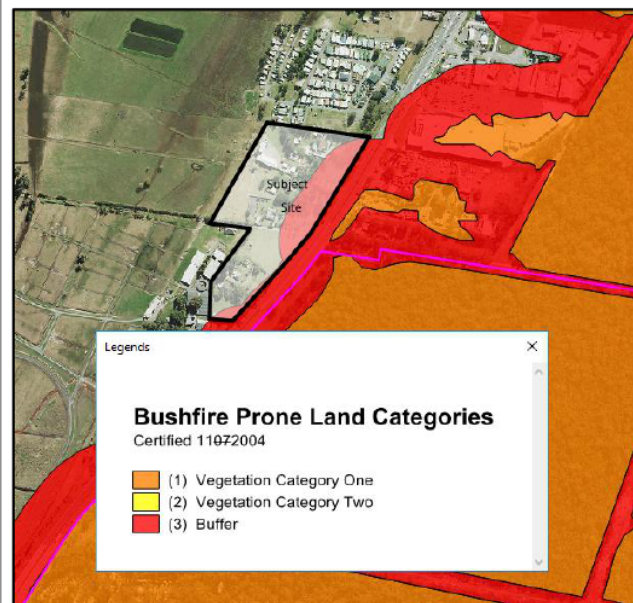 Subject
Site
Legends
Bushfire Prone Land Categories
Certified 11072004
(1) Vegetation Category One
(2) Vegetation Category Two
(3) Buffer